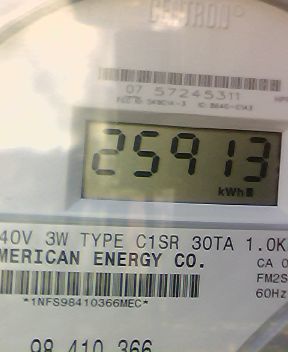 CENTRON®
07 57245311
25913
kWh
40V 3W TYPE C1SR 30TA 1.0K
MERICAN ENERGY CO.
CA 0
FM2S
60Hz
*1NFS98410366MEC*
98 410 366